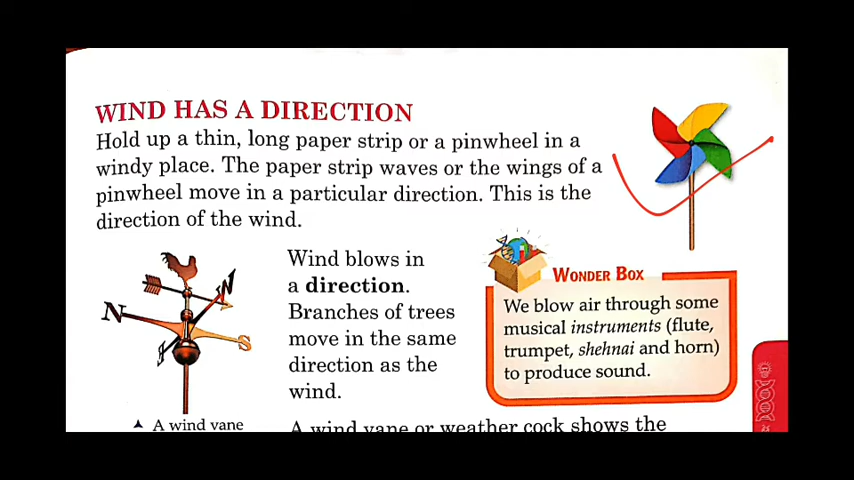 WIND HAS A DIRECTION
Hold up a thin, long paper strip or a pinwheel in a
windy place. The paper strip waves or the wings of a
pinwheel move in a particular direction. This is the
direction of the wind.
N
S
A wind vane
Wind blows in
a direction.
Branches of trees
move in the same
direction as the
wind.
A wind vane or weather cock shows the
WONDER BOX
We blow air through some
musical instruments (flute,
trumpet, shehnai and horn)
to produce sound.